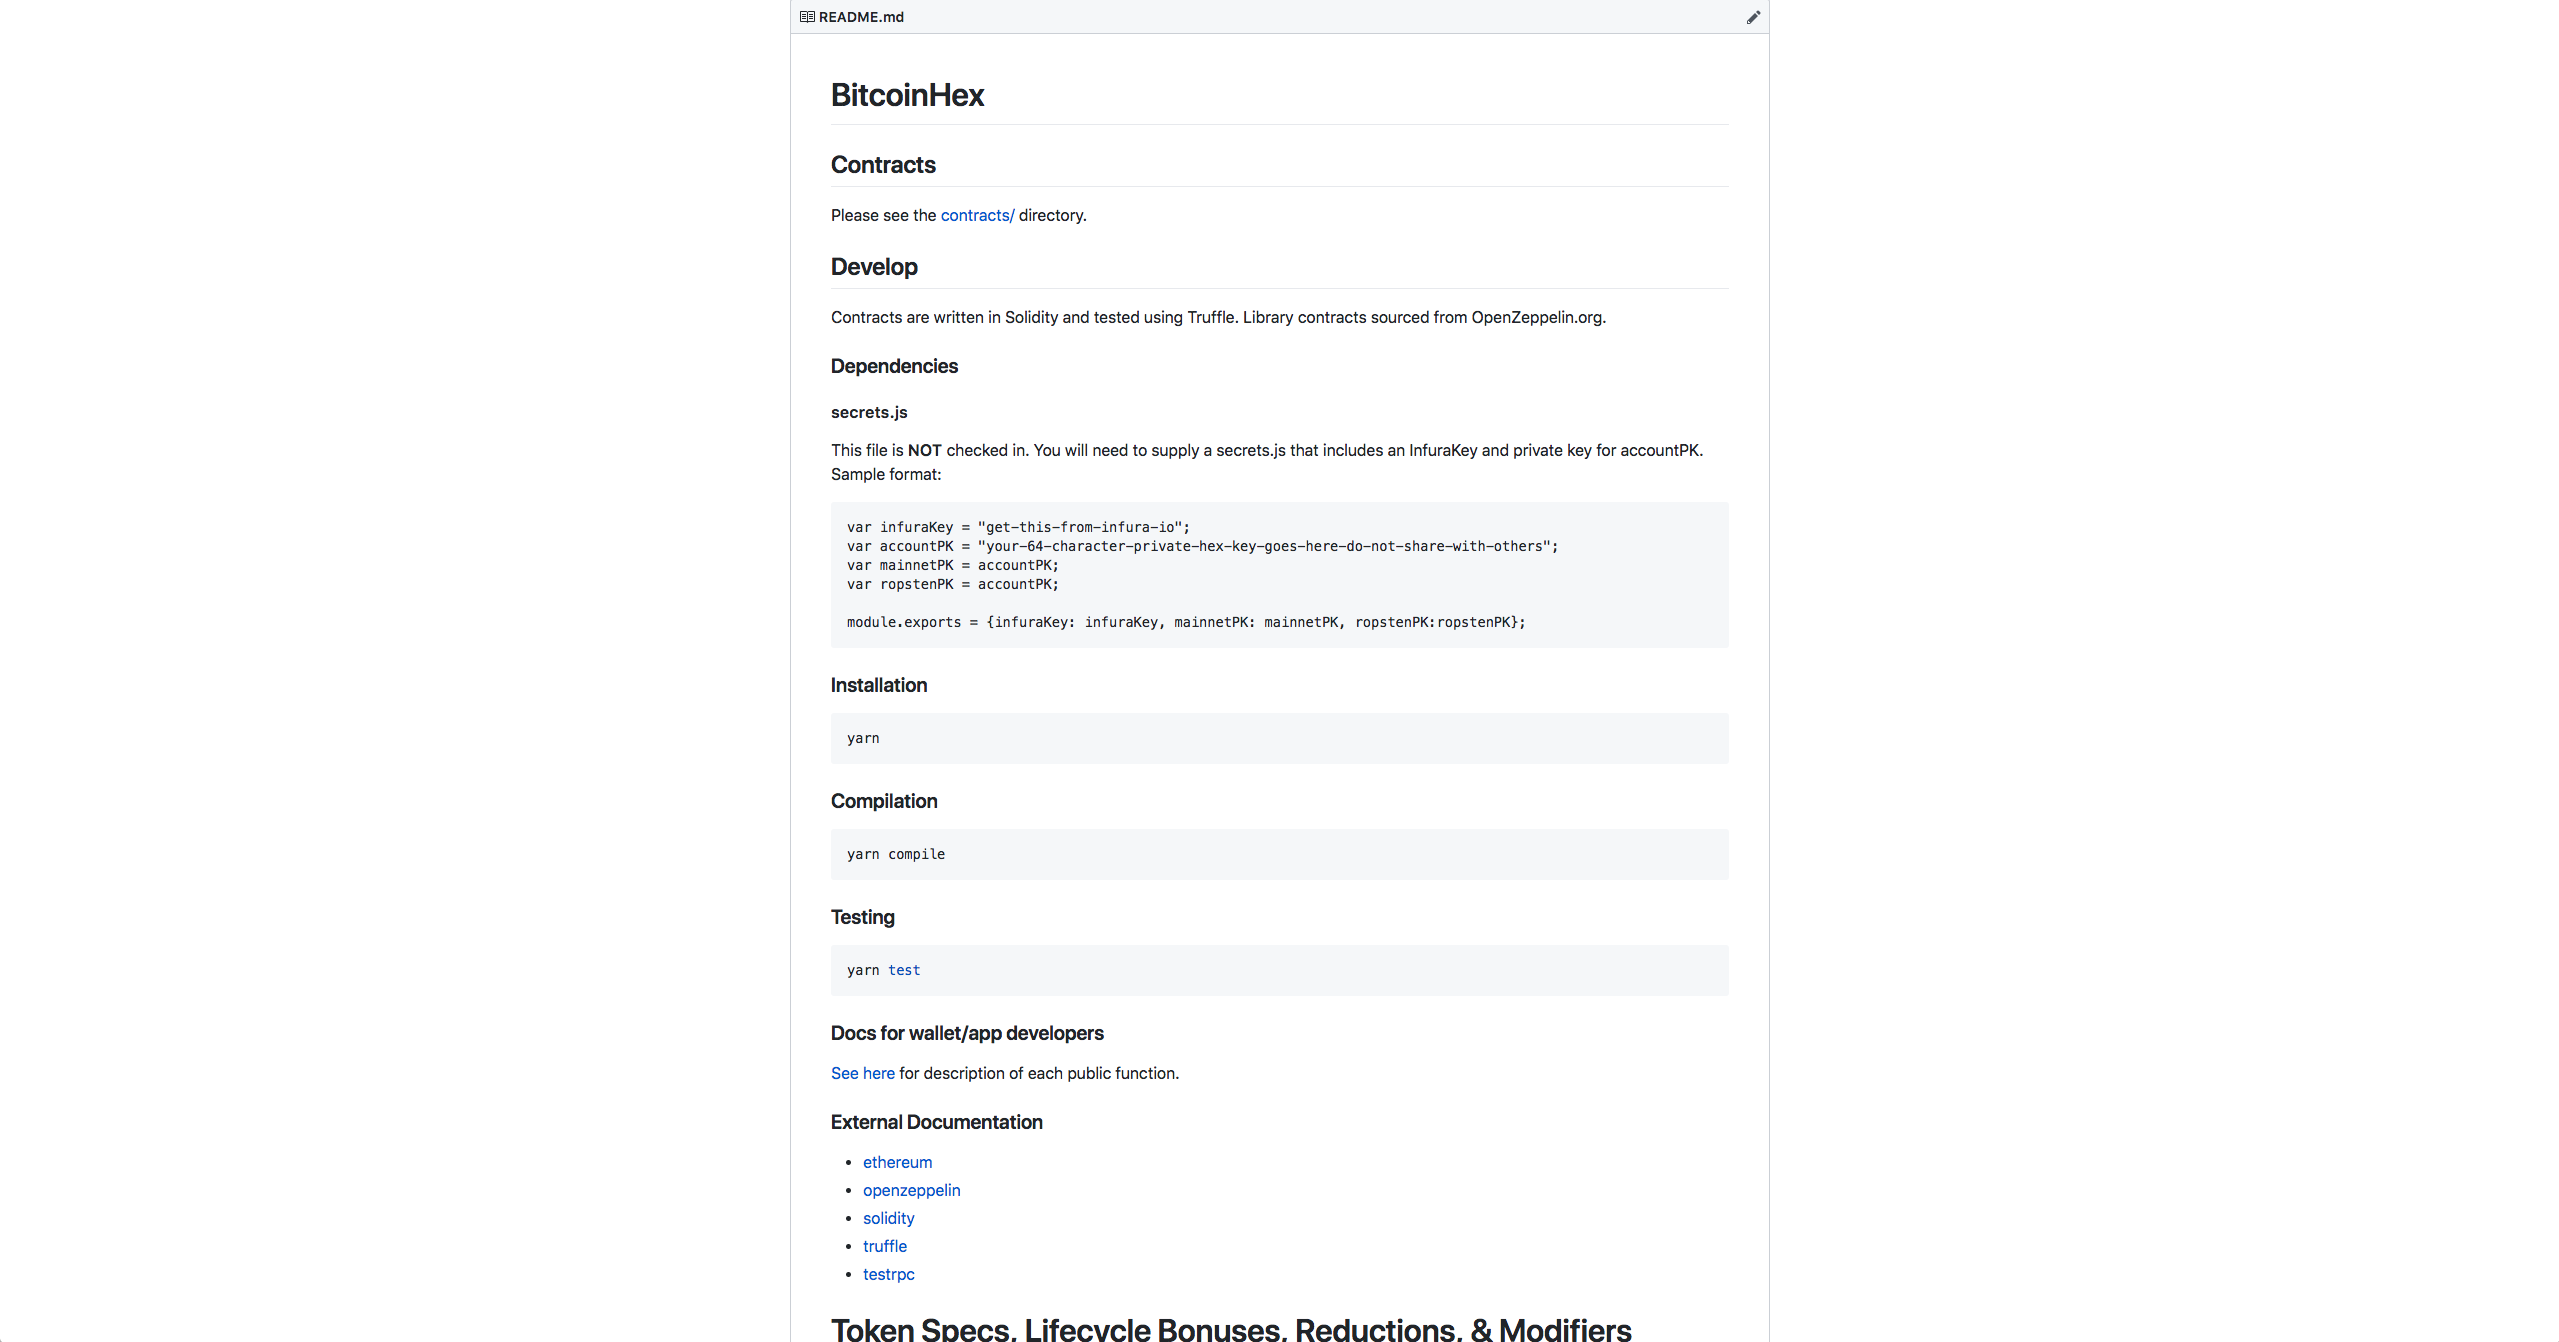 README.md
BitcoinHex
Contracts
Please see the contracts/ directory.
Develop
Contracts are written in Solidity and tested using Truffle. Library contracts sourced from OpenZeppelin.org.
Dependencies
secrets.js
This file is NOT checked in. You will need to supply a secrets.js that includes an InfuraKey and private key for accountPK.
Sample format:
var infuraKey = "get-this-from-infura-io";
var accountPK = "your-64-character-private-hex-key-goes-here-do-not-share-with-others";
var mainnetPK = accountPK;
var ropstenPK = accountPK;
module.exports = {infuraKey: infuraKey, mainnetPK: mainnetPK, ropstenPK:ropstenPK};
Installation
yarn
Compilation
yarn compile
Testing
yarn test
Docs for wallet/app developers
See here for description of each public function.
External Documentation
• ethereum
• openzeppelin
• solidity
• truffle
• testrpc
Token Specs, Lifecycle Bonuses, Reductions, & Modifiers